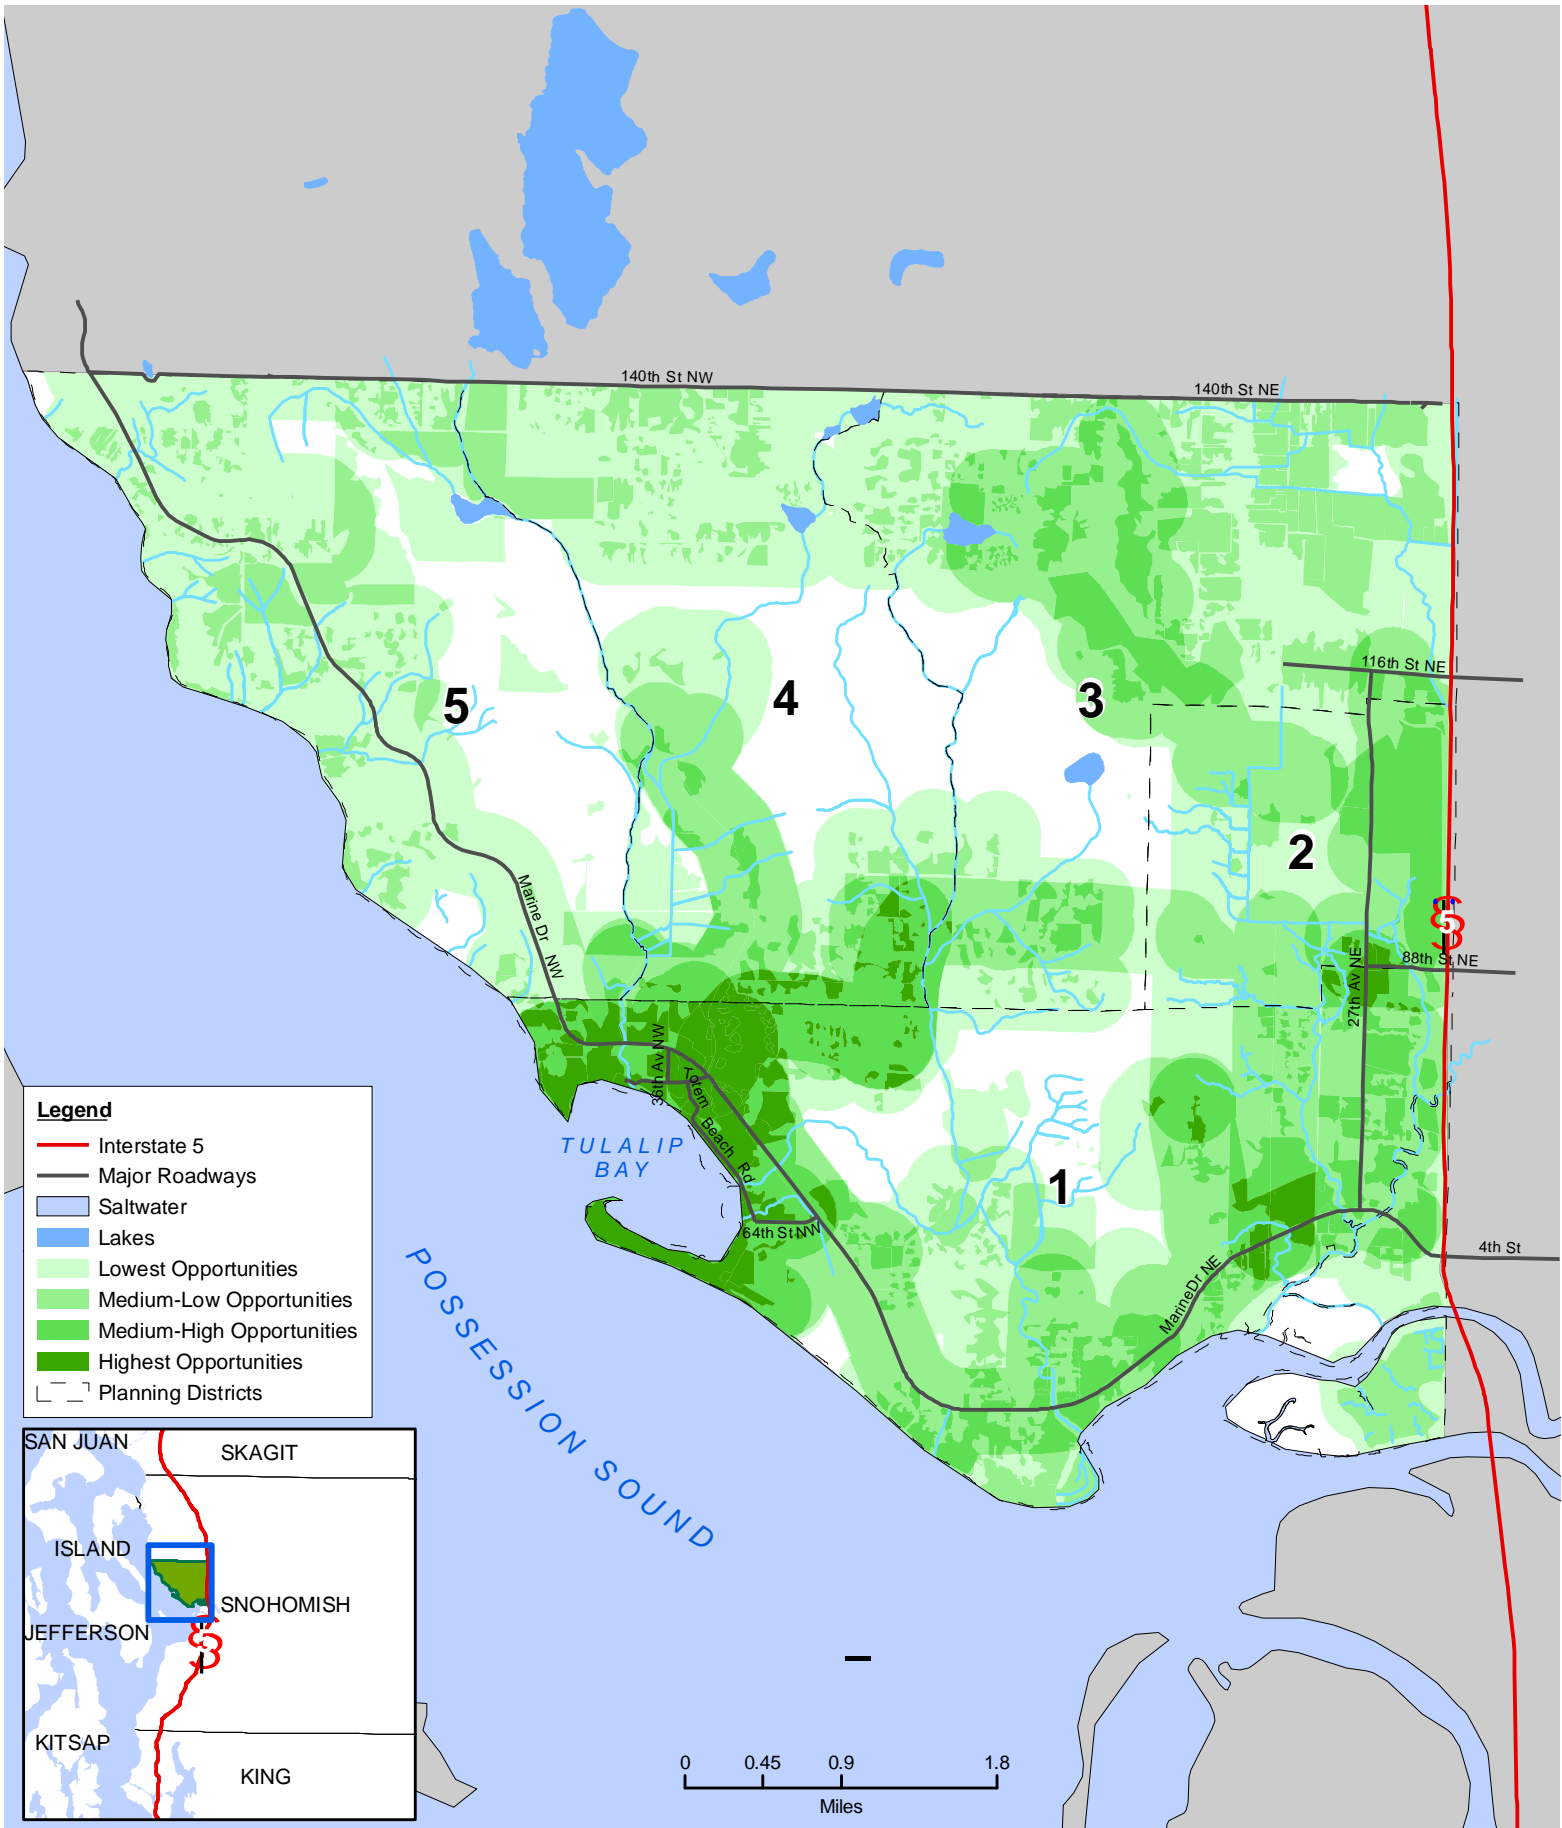 140th St NW
140th St NE
116th St NE
5
4
3
2
5
88th St NE
27th Av NE
Marine Dr NW
36th Av NW
Totem Beach Rd
64th St NW
TULALIP
BAY
1
Marine Dr NE
4th St
POSSESSION SOUND
Legend
Interstate 5
Major Roadways
Saltwater
Lakes
Lowest Opportunities
Medium-Low Opportunities
Medium-High Opportunities
Highest Opportunities
Planning Districts
SAN JUAN
SKAGIT
ISLAND
SNOHOMISH
JEFFERSON
5
KITSAP
KING
0 0.45 0.9 1.8
Miles